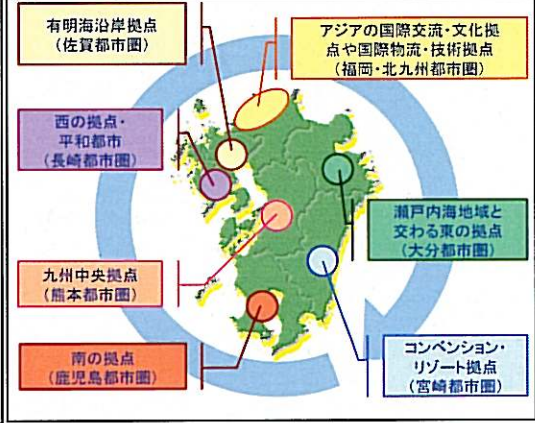 有明海沿岸拠点
(佐賀都市圏)
アジアの国際交流・文化拠
点や国際物流・技術拠点
(福岡・北九州都市圏)
西の拠点・
平和都市
(長崎都市圏)
瀬戸内海地域と
交わる東の拠点
(大分都市圏)
九州中央拠点
(熊本都市圏)
南の拠点
(鹿児島都市圏)
コンベンション・
リゾート拠点
(宮崎都市圏)